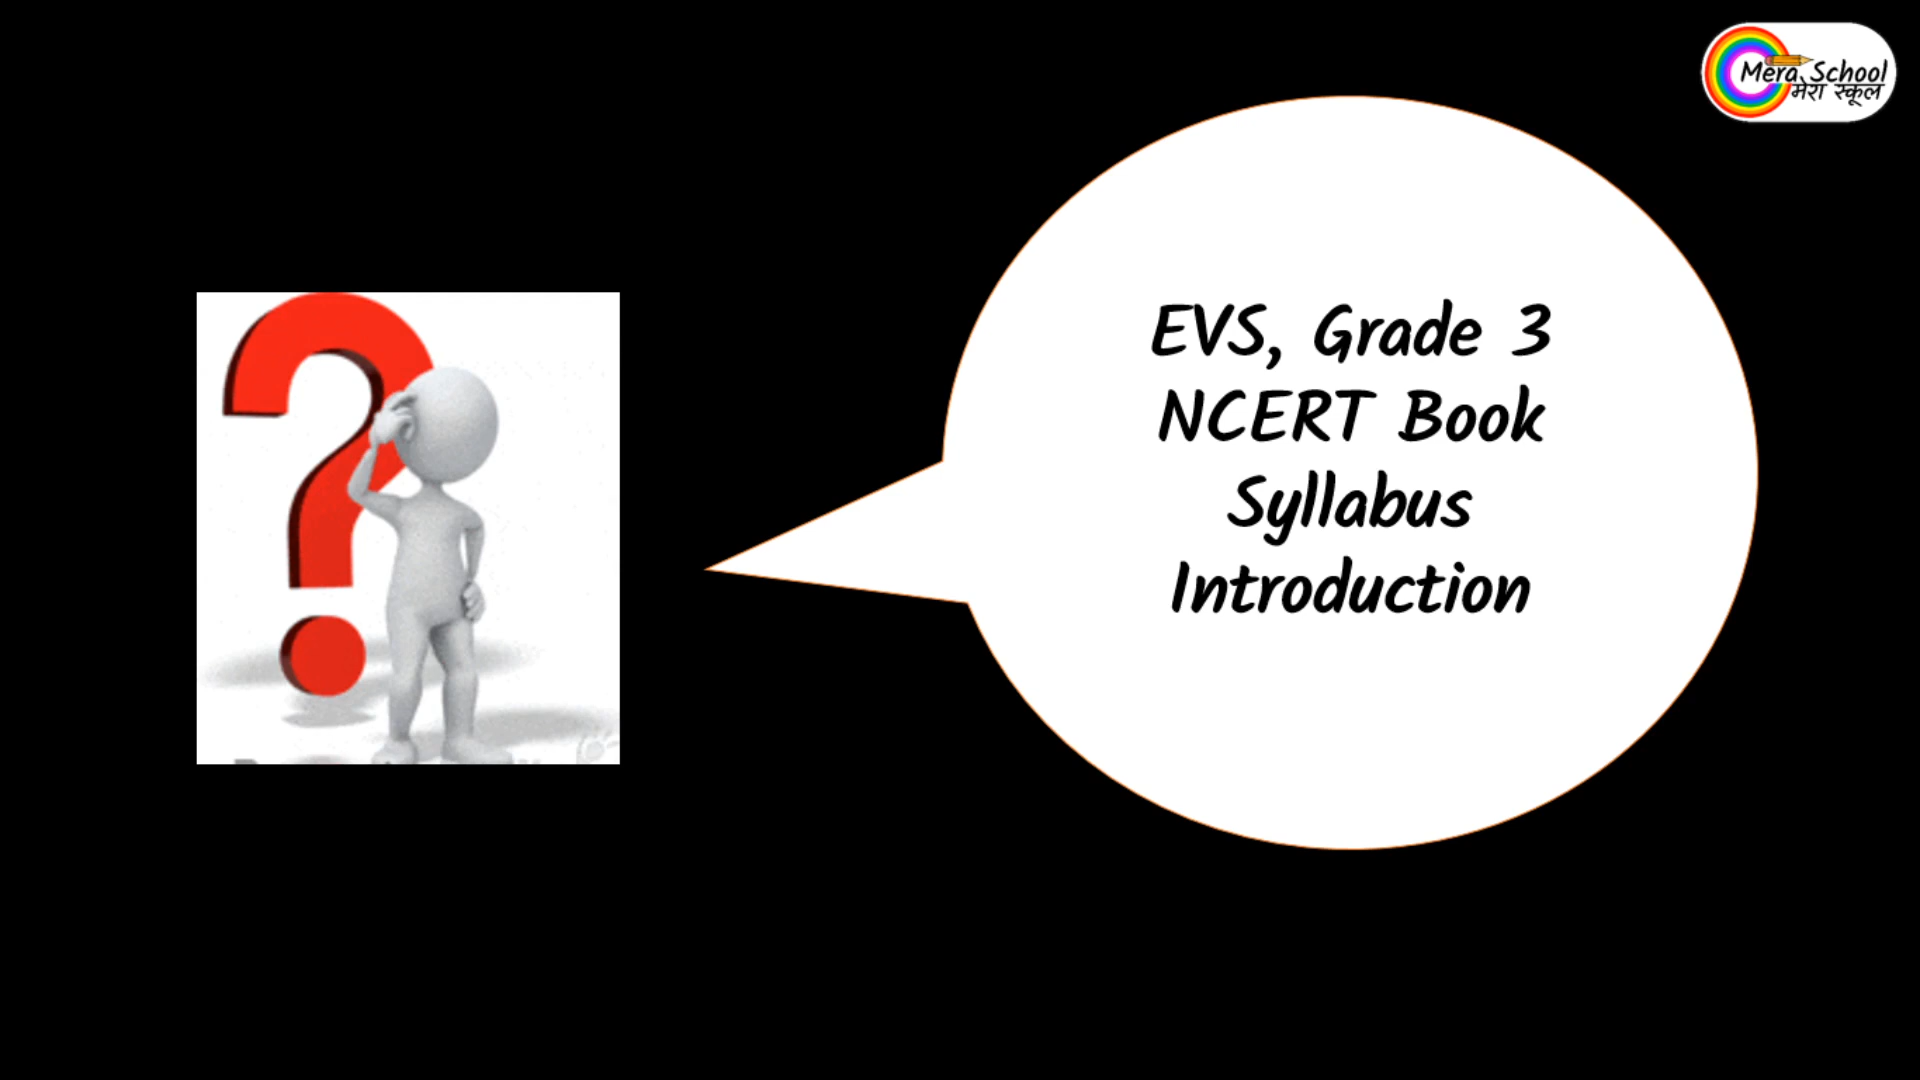 Mera School
मेरा स्कूल
EVS, Grade 3
NCERT Book
Syllabus
Introduction